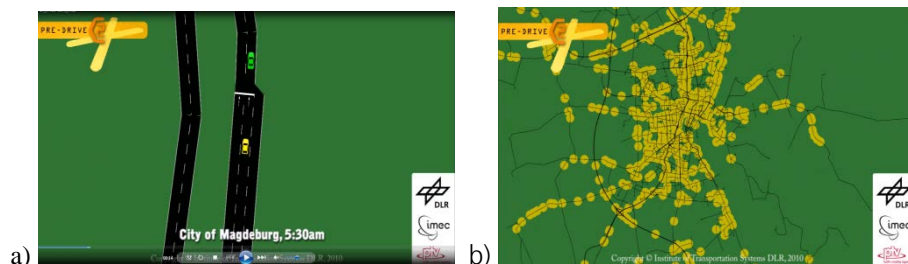 PRE-DRIVE
City of Magdeburg, 5:30am
DLR
imec
a)
PRE-DRIVE
DLR
imec
Copyright © Institute of Transportation Systems DLR, 2010
b)